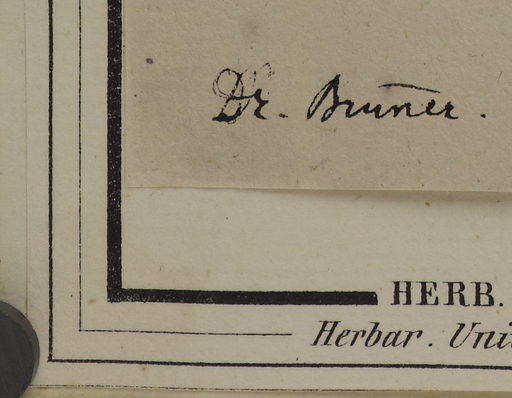 Dr. Bruner.
HERB.
Herbar. Uni